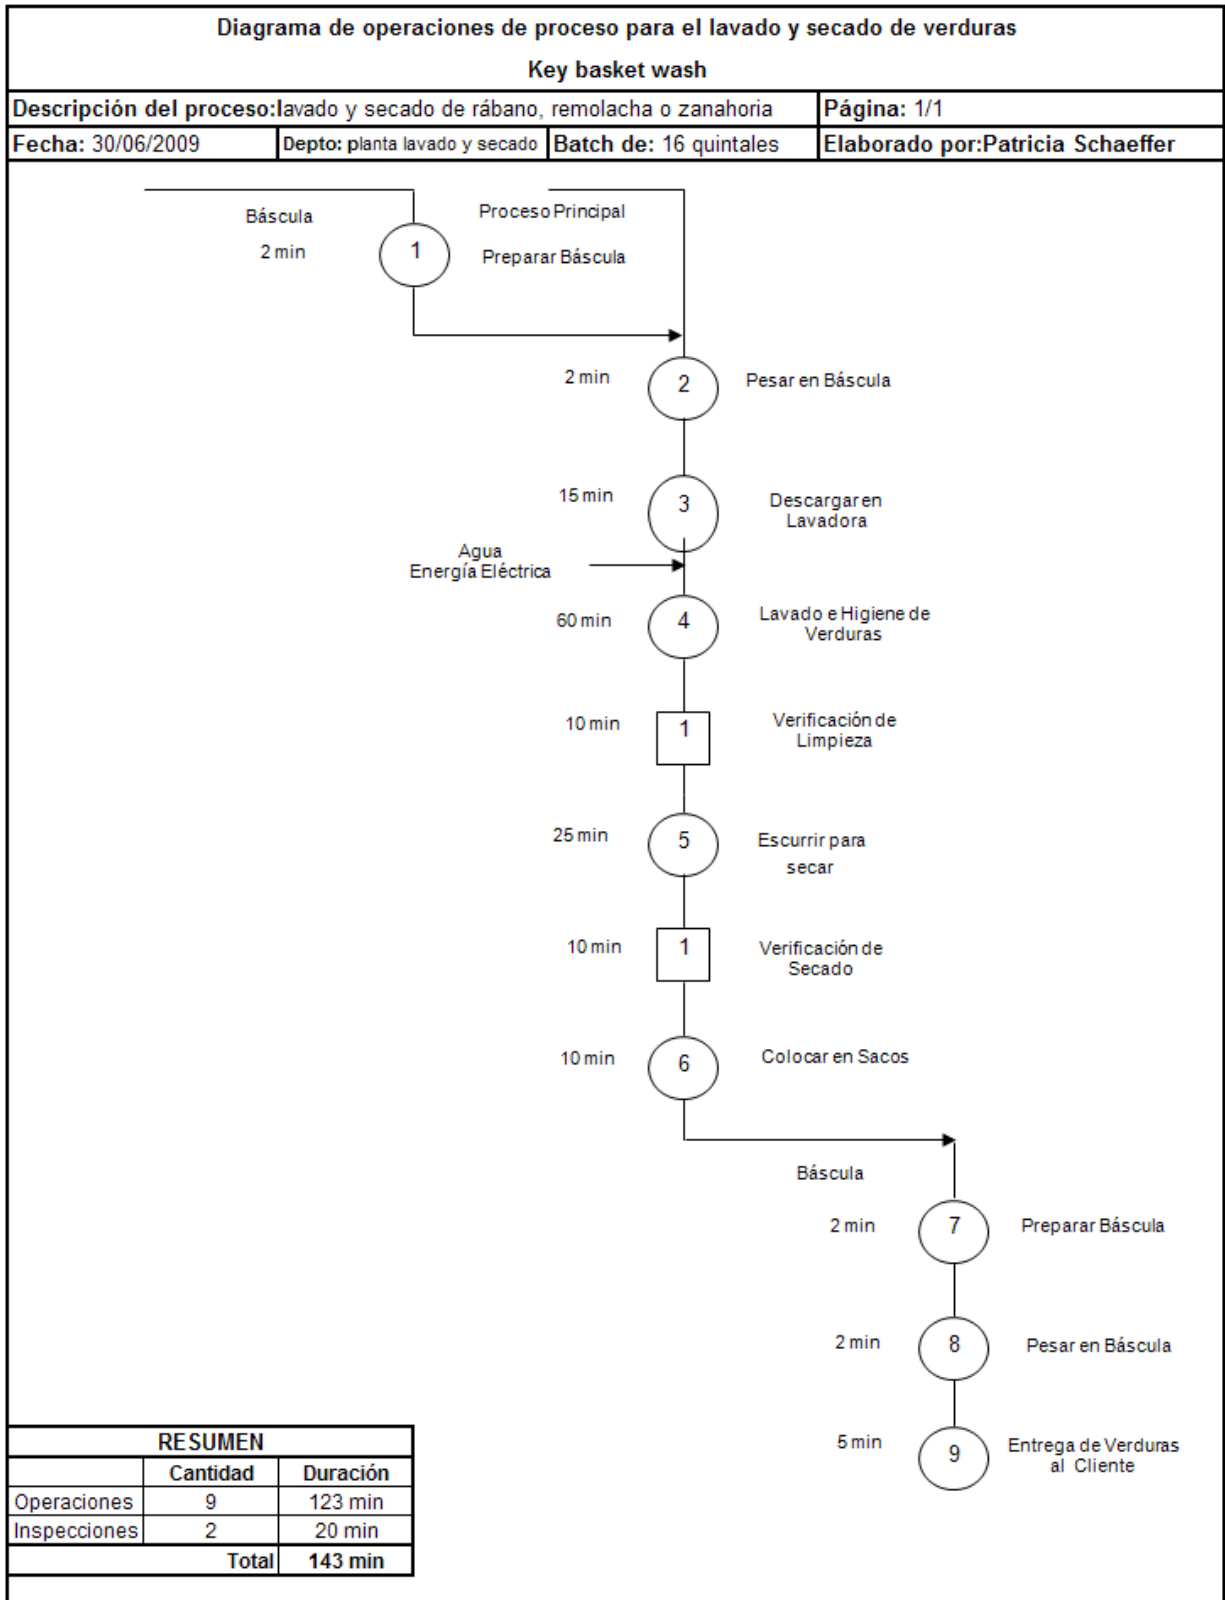 Diagrama de operaciones de proceso para el lavado y secado de verduras
Key basket wash
Descripción del proceso:lavado y secado de rábano, remolacha o zanahoria
Página: 1/1
Fecha: 30/06/2009
Depto: planta lavado y secado
Batch de: 16 quintales
Elaborado por:Patricia Schaeffer
Báscula
Proceso Principal
2 min
1
Preparar Báscula
2 min
2
Pesar en Báscula
15 min
3
Descargar en
Lavadora
Agua
Energía Eléctrica
60 min
4
Lavado e Higiene de
Verduras
10 min
1
Verificación de
Limpieza
25 min
5
Escurrir para
secar
10 min
1
Verificación de
Secado
10 min
6
Colocar en Sacos
Báscula
2 min
7
Preparar Báscula
2 min
8
Pesar en Báscula
5 min
9
Entrega de Verduras
al Cliente
RESUMEN
Cantidad Duración
Operaciones 9 123 min
Inspecciones 2 20 min
Total 143 min